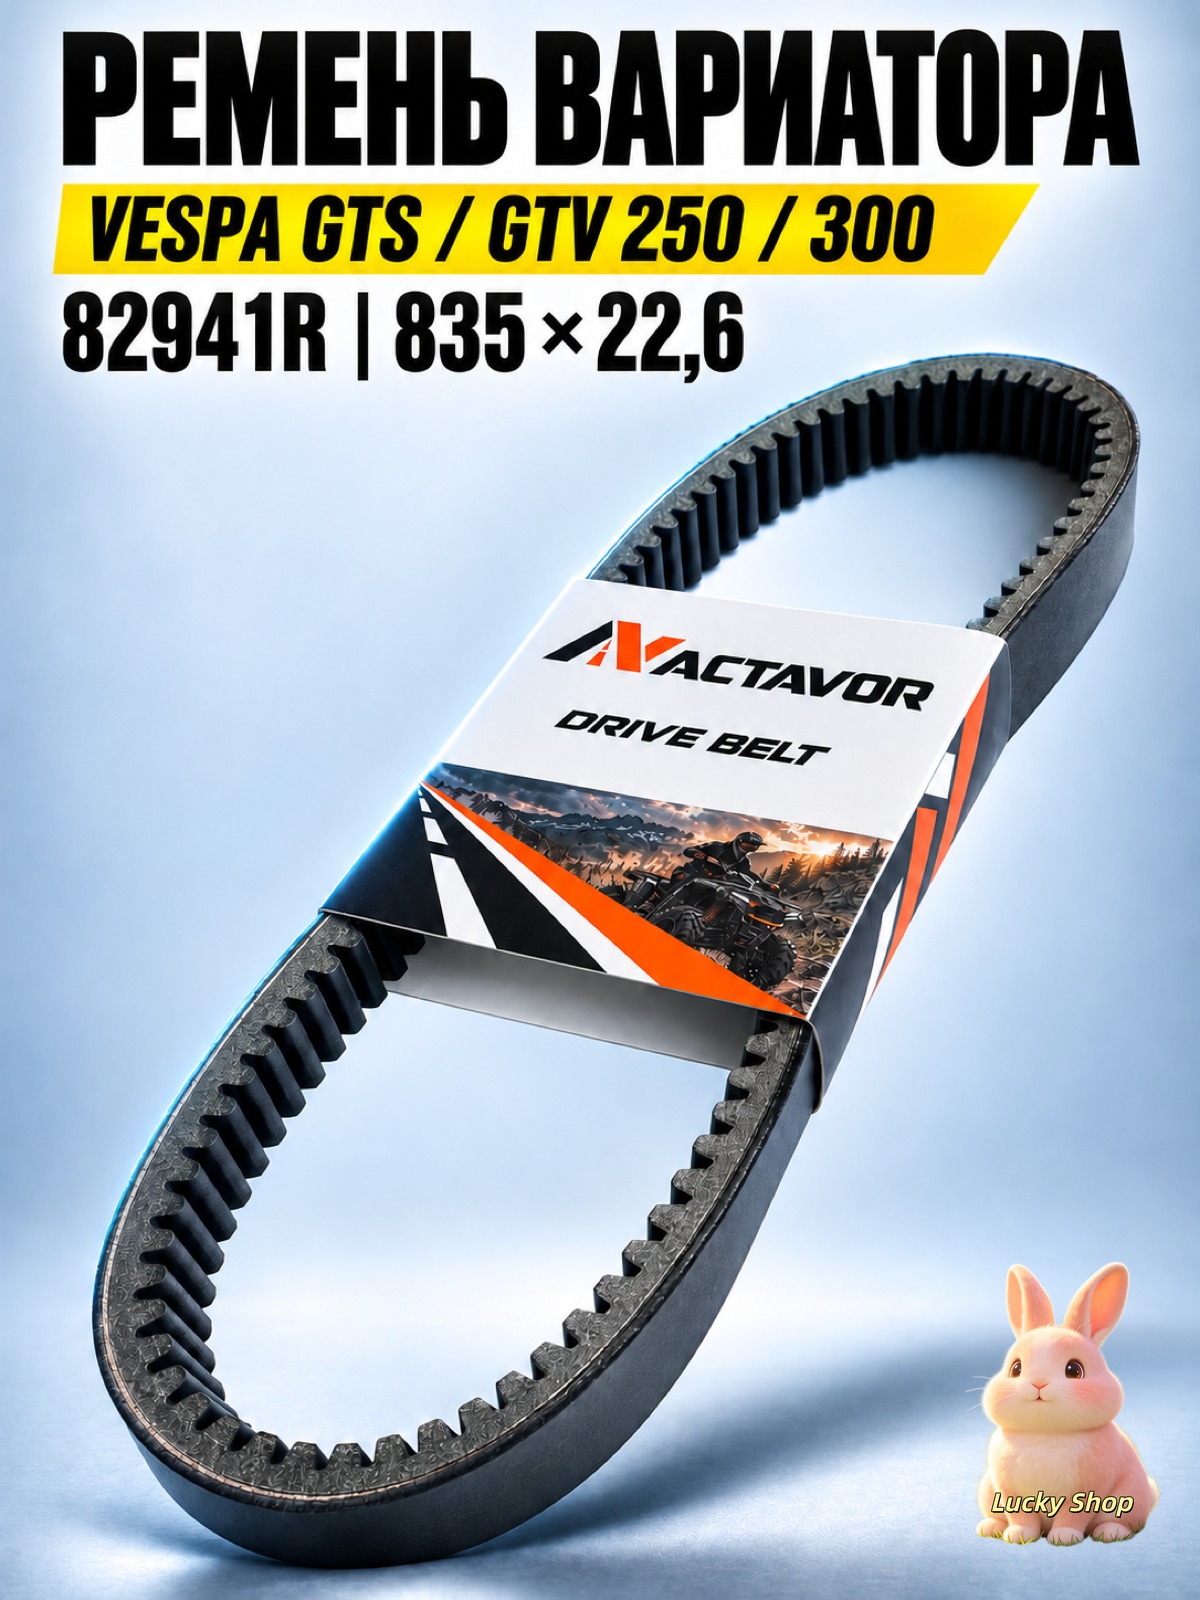 РЕМЕНЬ ВАРИАТОРА
VESPA GTS / GTV 250 / 300
82941R | 835×22,6
ACTAVOR
DRIVE BELT
Lucky Shop